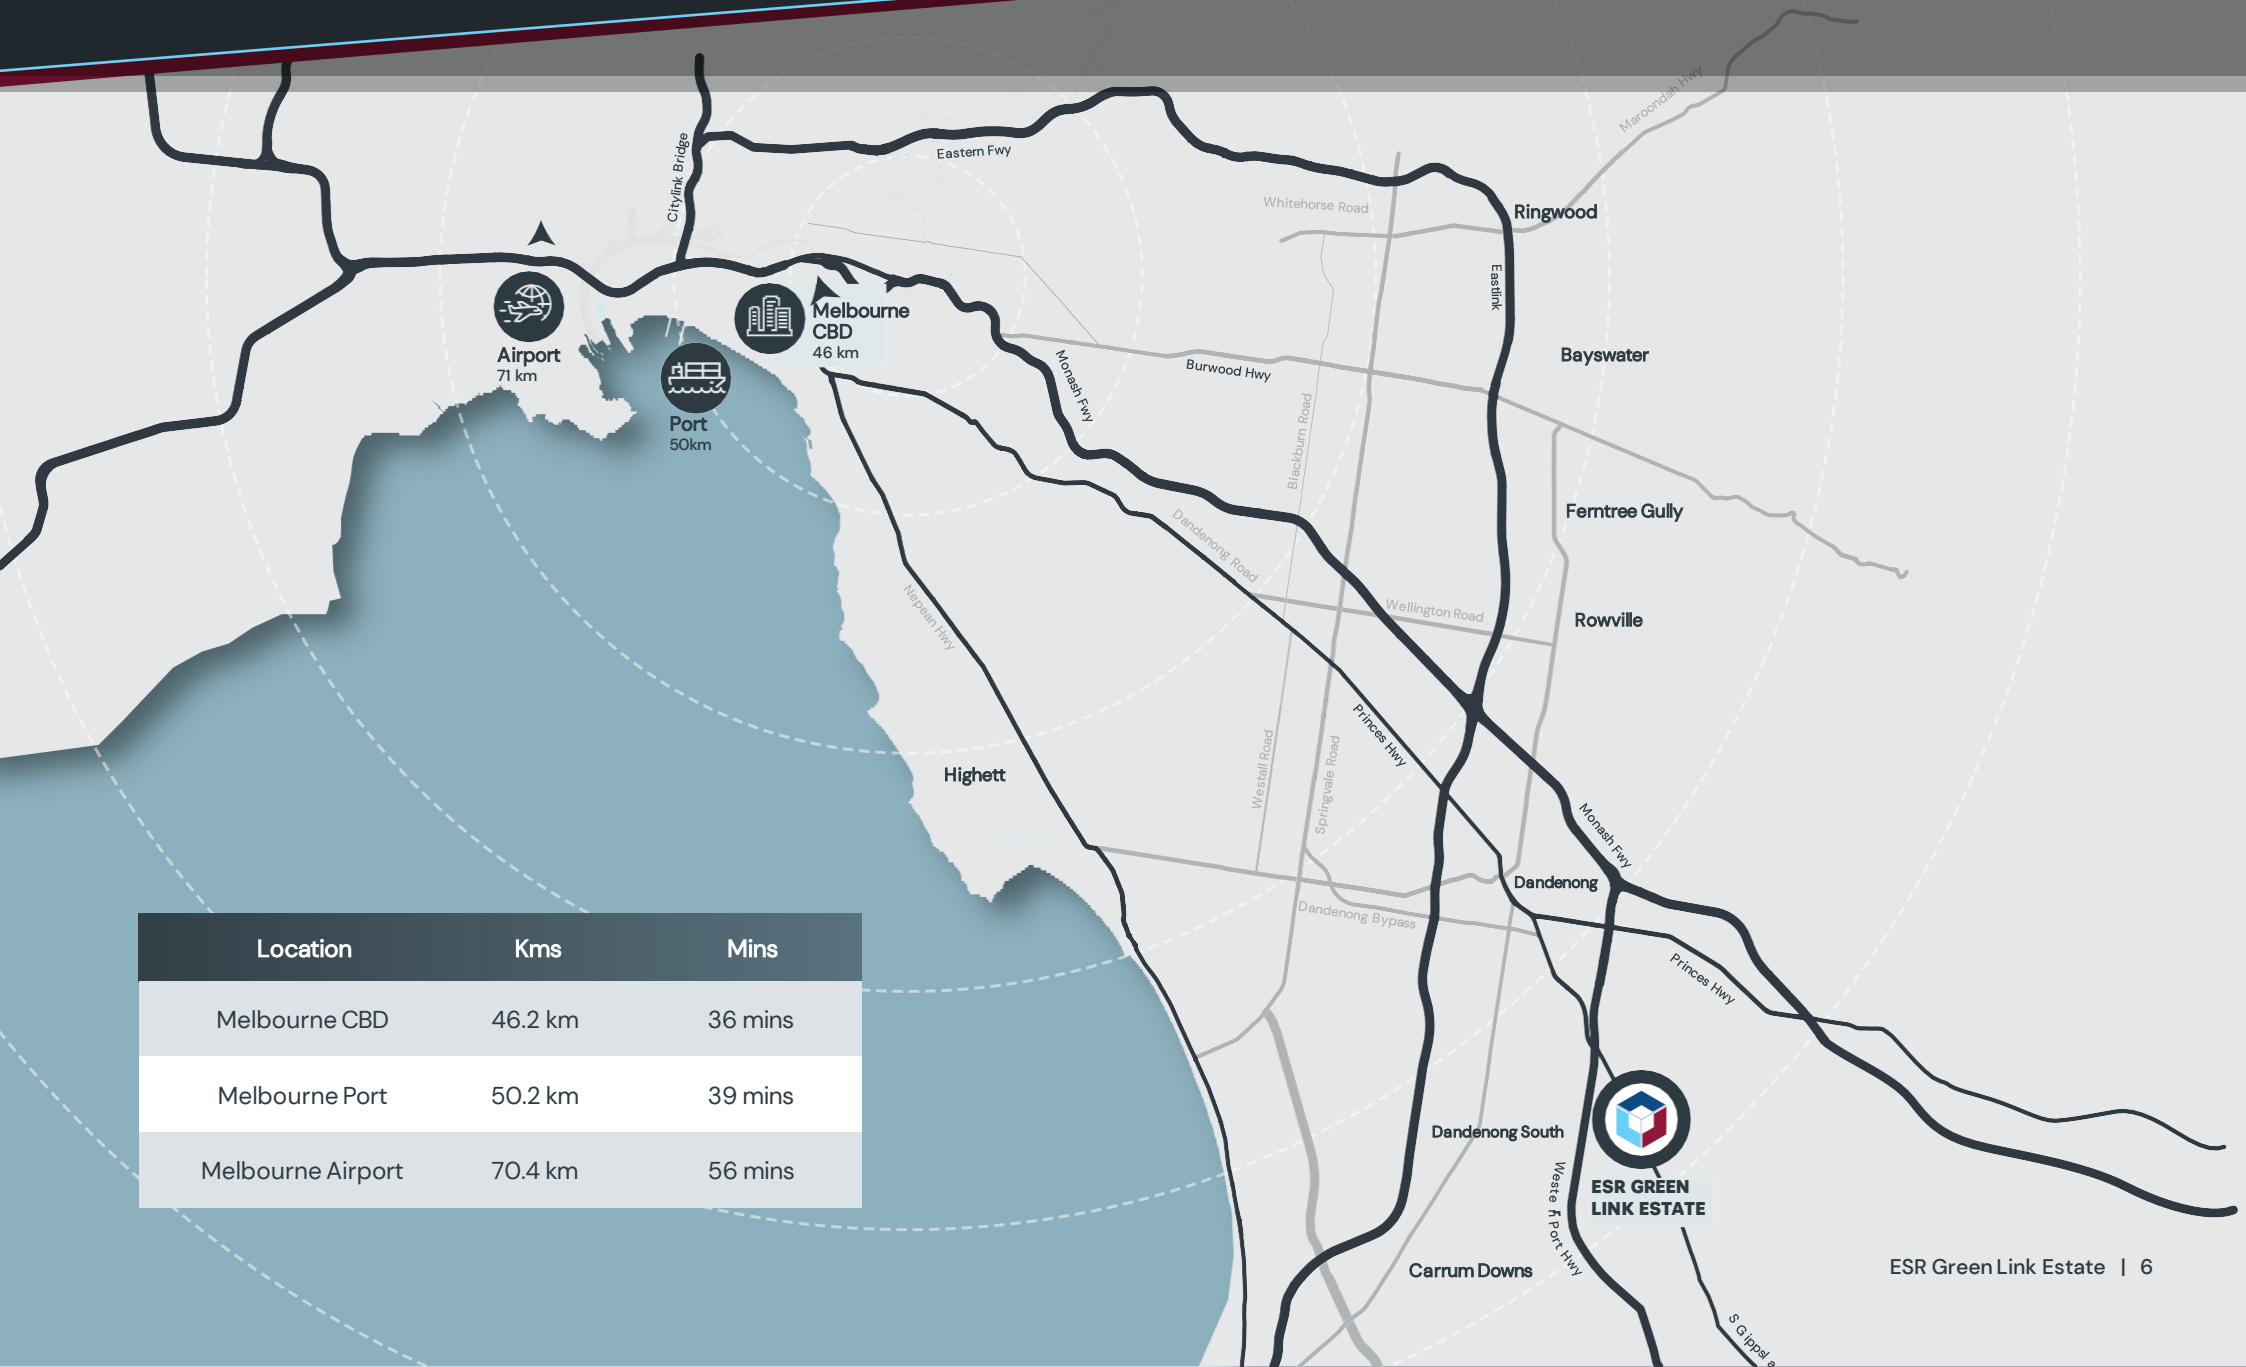 Maroondah Hwy
Citylink Bridge
Eastern Fwy
Whitehorse Road
Ringwood
Eastlink
Airport
71 km
Melbourne
CBD
46 km
Port
50km
Monash Fwy
Burwood Hwy
Bayswater
Blackburn Road
Ferntree Gully
Dandenong Road
Nepean Hwy
Wellington Road
Rowville
Princes Hwy
Westall Road
Springvale Road
Highett
Monash Fwy
Dandenong
Dandenong Bypass
Princes Hwy
Location Kms Mins
Melbourne CBD 46.2 km 36 mins
Melbourne Port 50.2 km 39 mins
Melbourne Airport 70.4 km 56 mins
Dandenong South
Western Port Hwy
ESR GREEN
LINK ESTATE
Carrum Downs
S Gippsla
ESR Green Link Estate | 6